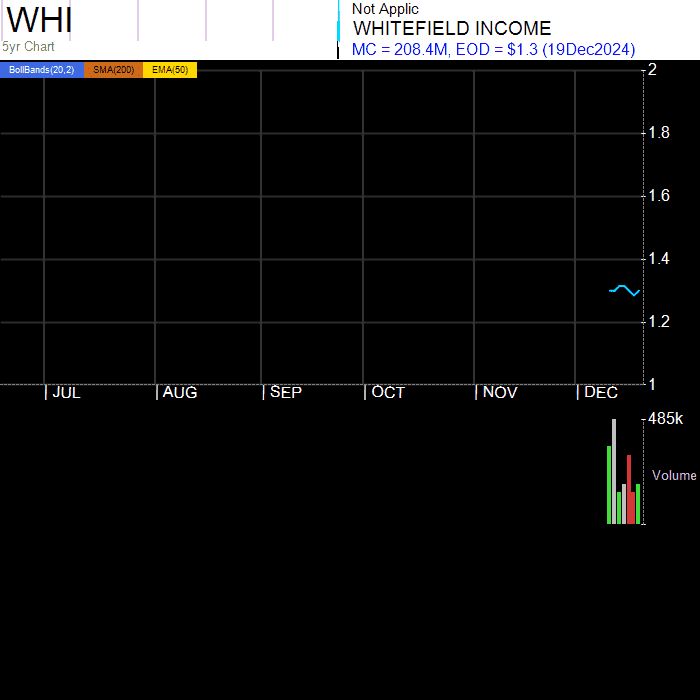 WHI
5yr Chart
Not Applic
WHITEFIELD INCOME
MC = 208.4M, EOD = $1.3 (19Dec2024)
BollBands(20,2) SMA(200) EMA(50)
2
1.8
1.6
1.4
1.2
1
| JUL | AUG | SEP | OCT | NOV | DEC
485k
Volume